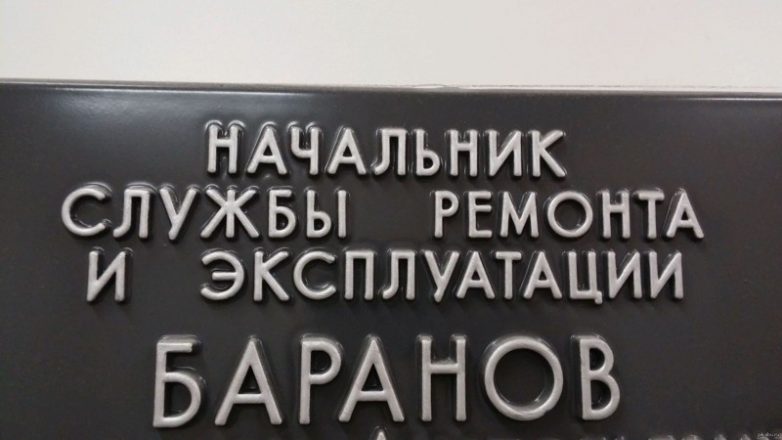 НАЧАЛЬНИК
СЛУЖБЫ РЕМОНТА
И ЭКСПЛУАТАЦИИ
БАРАНОВ